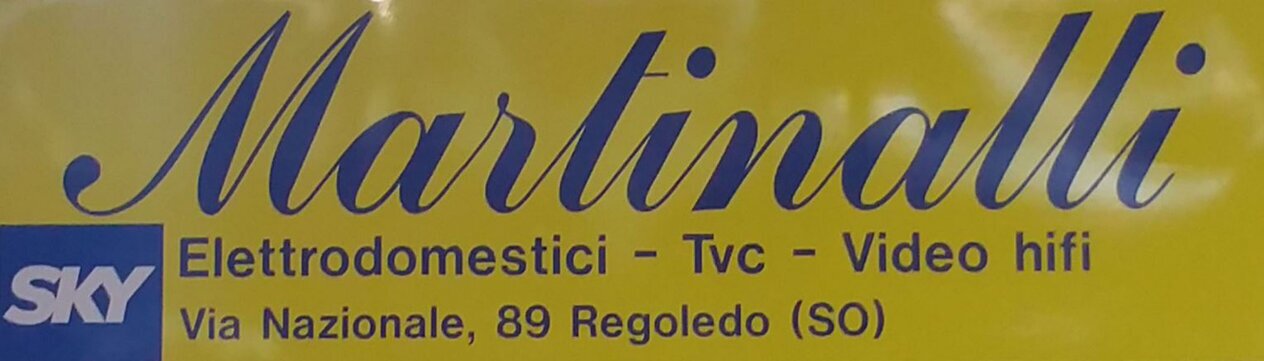 Martinalli
SKY
Elettrodomestici - Tvc - Video hifi
Via Nazionale, 89 Regoledo (SO)